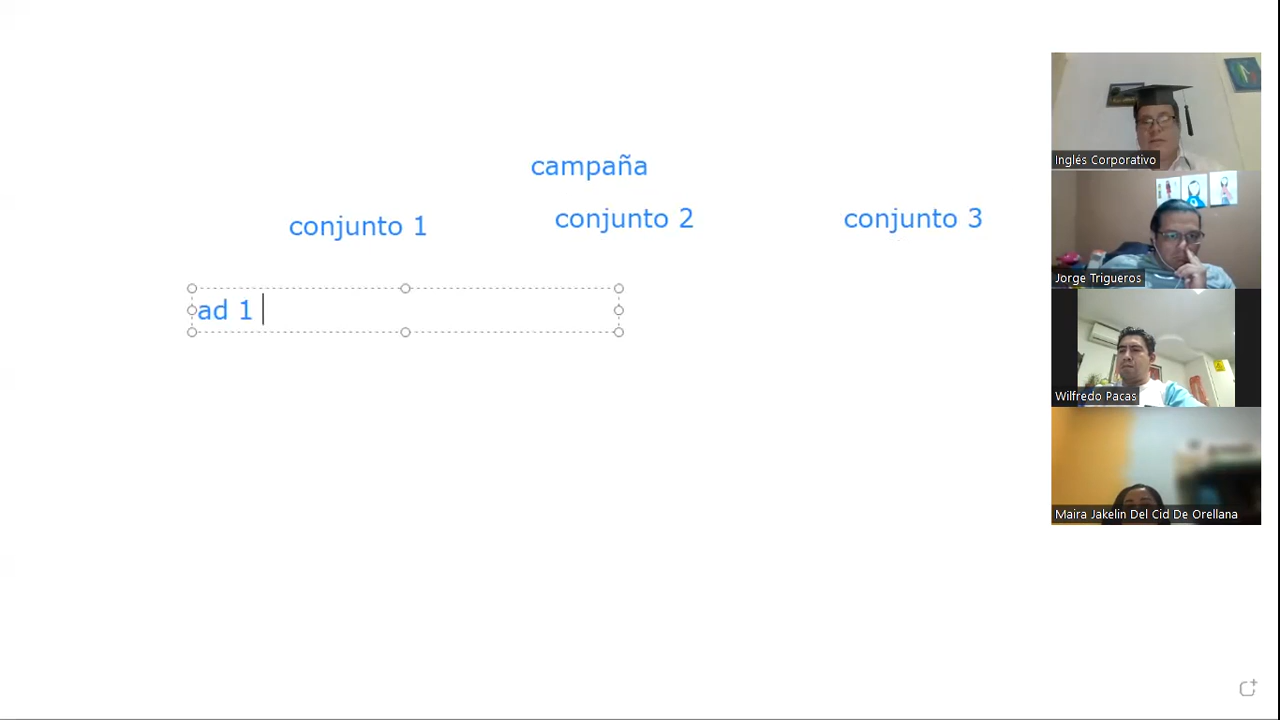 campaña
conjunto 1
conjunto 2
conjunto 3
ad 1
Inglés Corporativo
Jorge Trigueros
Wilfredo Pacas
Maira Jakelin Del Cid De Orellana